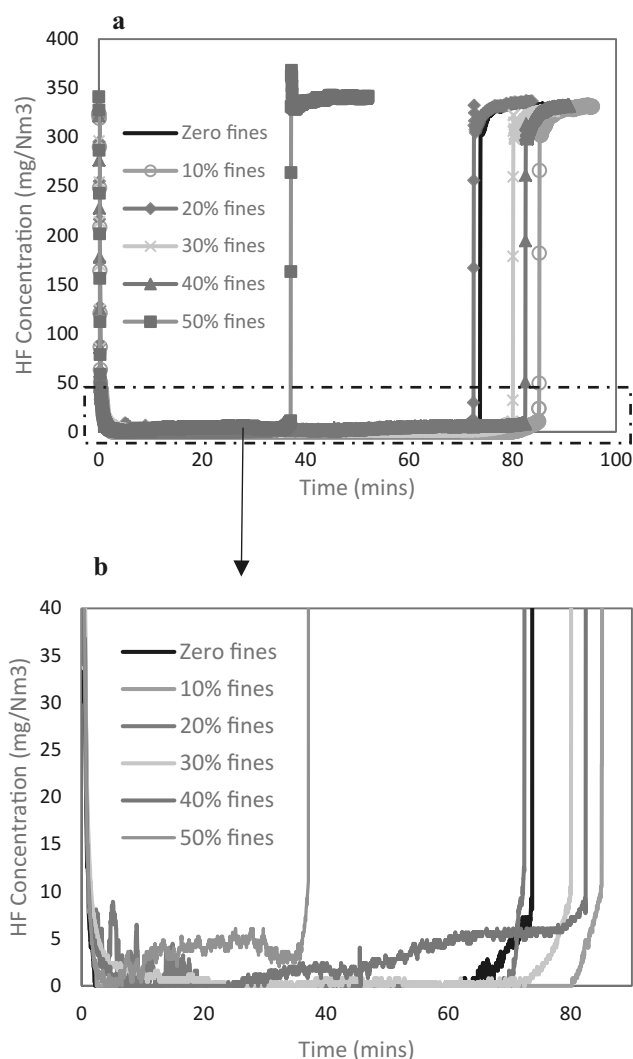 a
HF Concentration (mg/Nm3)
400
350
300
250
200
150
100
50
0
Zero fines
10% fines
20% fines
30% fines
40% fines
50% fines
0
20
40
60
80
100
Time (mins)
b
HF Concentration (mg/Nm3)
40
35
30
25
20
15
10
5
0
Zero fines
10% fines
20% fines
30% fines
40% fines
50% fines
0
20
40
60
80
Time (mins)